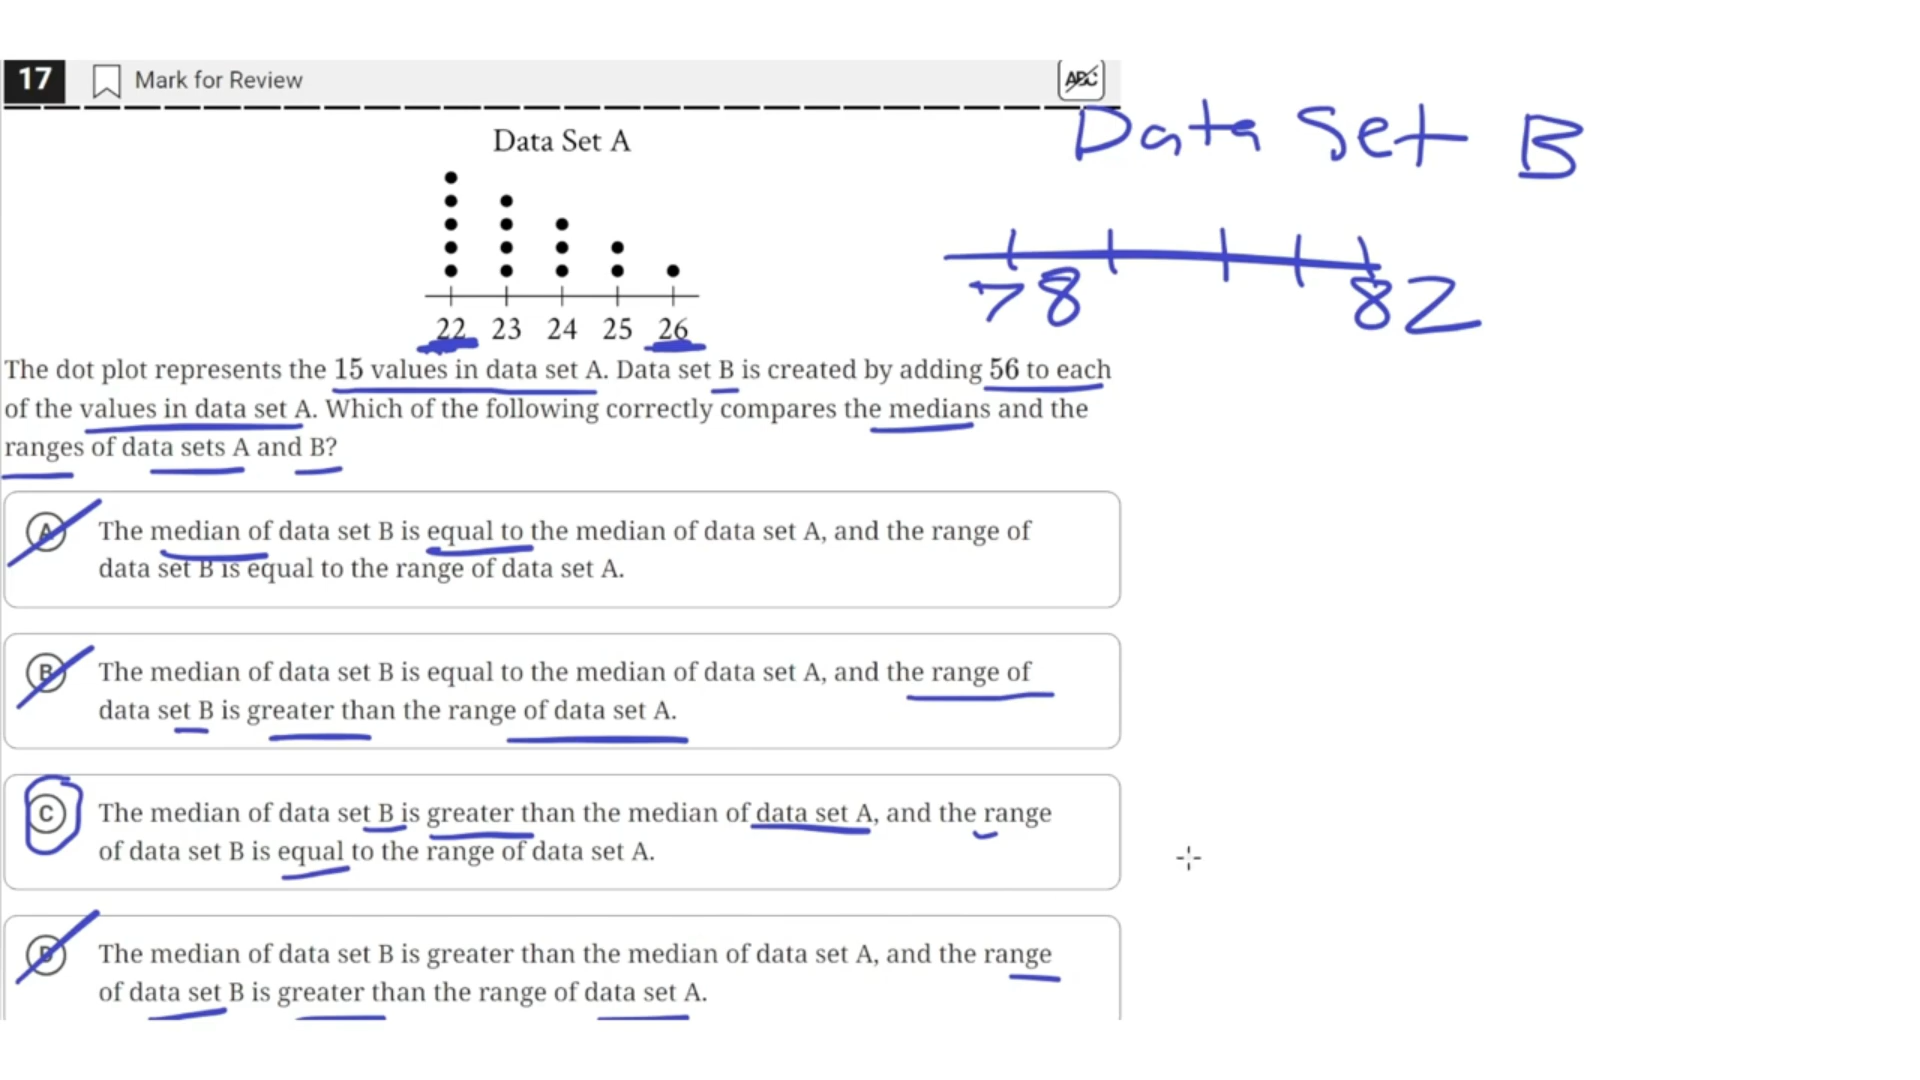 17 Mark for Review ABC
Data Set A
Data Set B
22 23 24 25 26
78 82
The dot plot represents the 15 values in data set A. Data set B is created by adding 56 to each
of the values in data set A. Which of the following correctly compares the medians and the
ranges of data sets A and B?
A The median of data set B is equal to the median of data set A, and the range of
data set B is equal to the range of data set A.
B The median of data set B is equal to the median of data set A, and the range of
data set B is greater than the range of data set A.
C The median of data set B is greater than the median of data set A, and the range
of data set B is equal to the range of data set A.
D The median of data set B is greater than the median of data set A, and the range
of data set B is greater than the range of data set A.